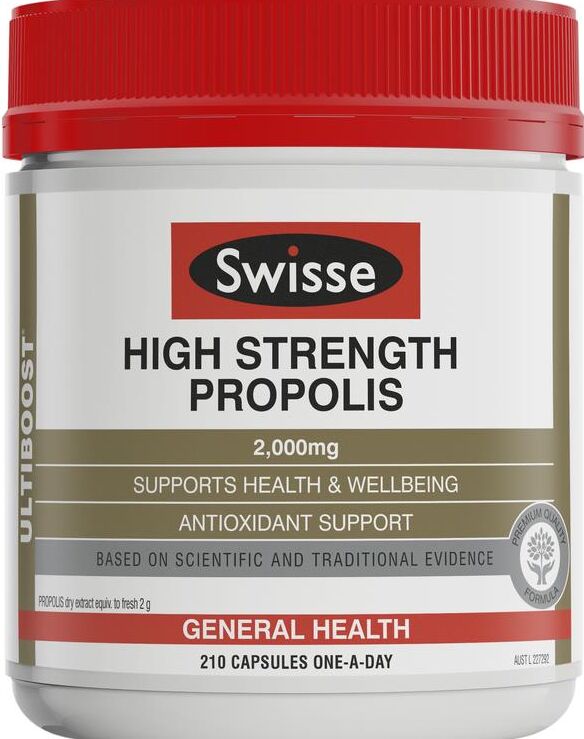 Swisse
HIGH STRENGTH
PROPOLIS
2,000mg
SUPPORTS HEALTH & WELLBEING
ANTIOXIDANT SUPPORT
BASED ON SCIENTIFIC AND TRADITIONAL EVIDENCE
ULTIBOOST
PREMIUM QUALITY
FORMULA
PROPOLIS dry extract equiv. to fresh 2 g
GENERAL HEALTH
210 CAPSULES ONE-A-DAY
AUST L 227292